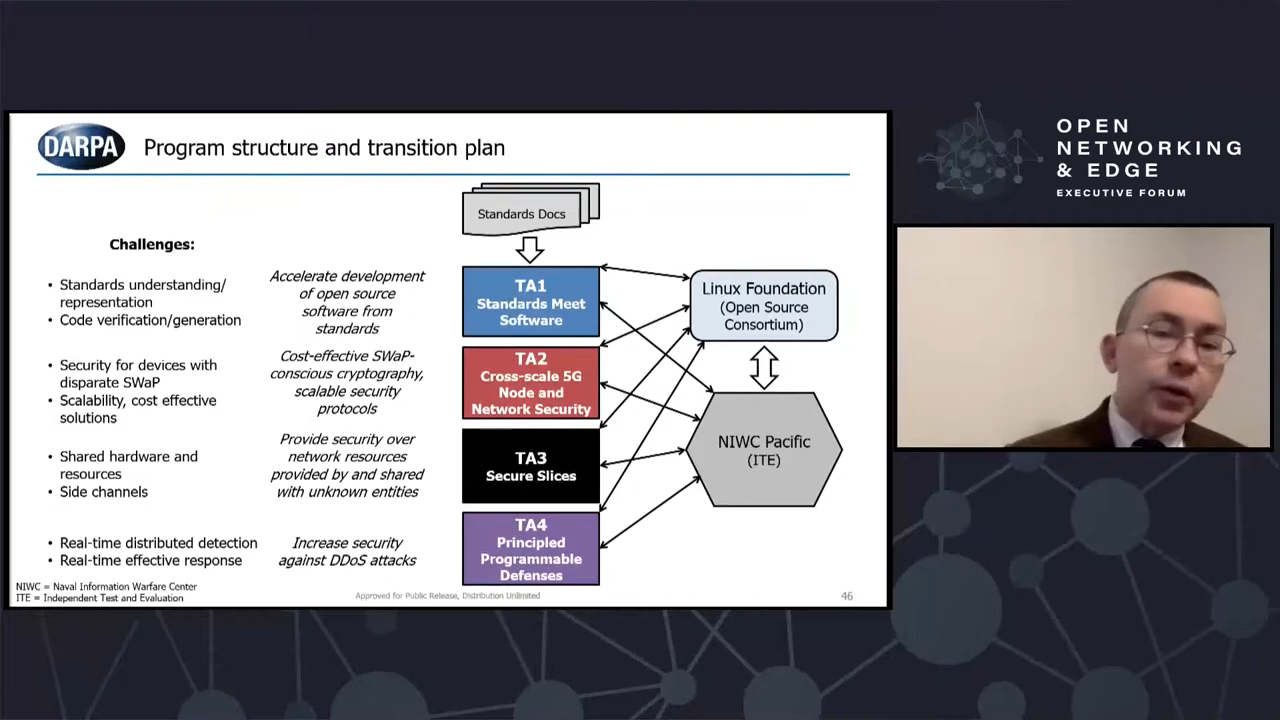 DARPA
Program structure and transition plan
Standards Docs
Challenges:
• Standards understanding/
representation
• Code verification/generation
Accelerate development
of open source
software from
standards
TA1
Standards Meet
Software
• Security for devices with
disparate SWaP
• Scalability, cost effective
solutions
Cost-effective SWaP-
conscious cryptography,
scalable security
protocols
TA2
Cross-scale 5G
Node and
Network Security
• Shared hardware and
resources
• Side channels
Provide security over
network resources
provided by and shared
with unknown entities
TA3
Secure Slices
• Real-time distributed detection
• Real-time effective response
Increase security
against DDoS attacks
TA4
Principled
Programmable
Defenses
Linux Foundation
(Open Source
Consortium)
NIWC Pacific
(ITE)
NIWC = Naval Information Warfare Center
ITE = Independent Test and Evaluation
Approved for Public Release, Distribution Unlimited
46
OPEN
NETWORKING
& EDGE
EXECUTIVE FORUM